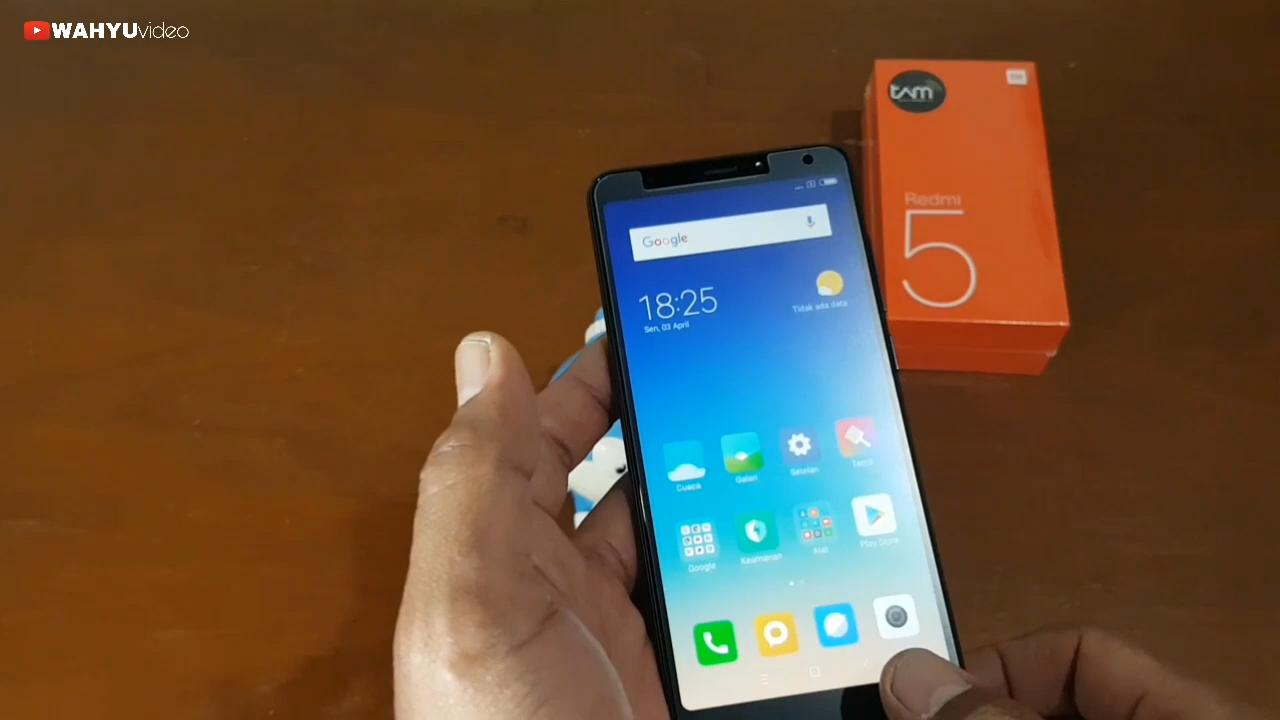 WAHYUvideo
tam
mi
Redmi
5
Google
18:25
Sen, 03 April
Tidak ada data
Cuaca
Galeri
Setelan
Tema
Google
Keamanan
Alat
Play Store